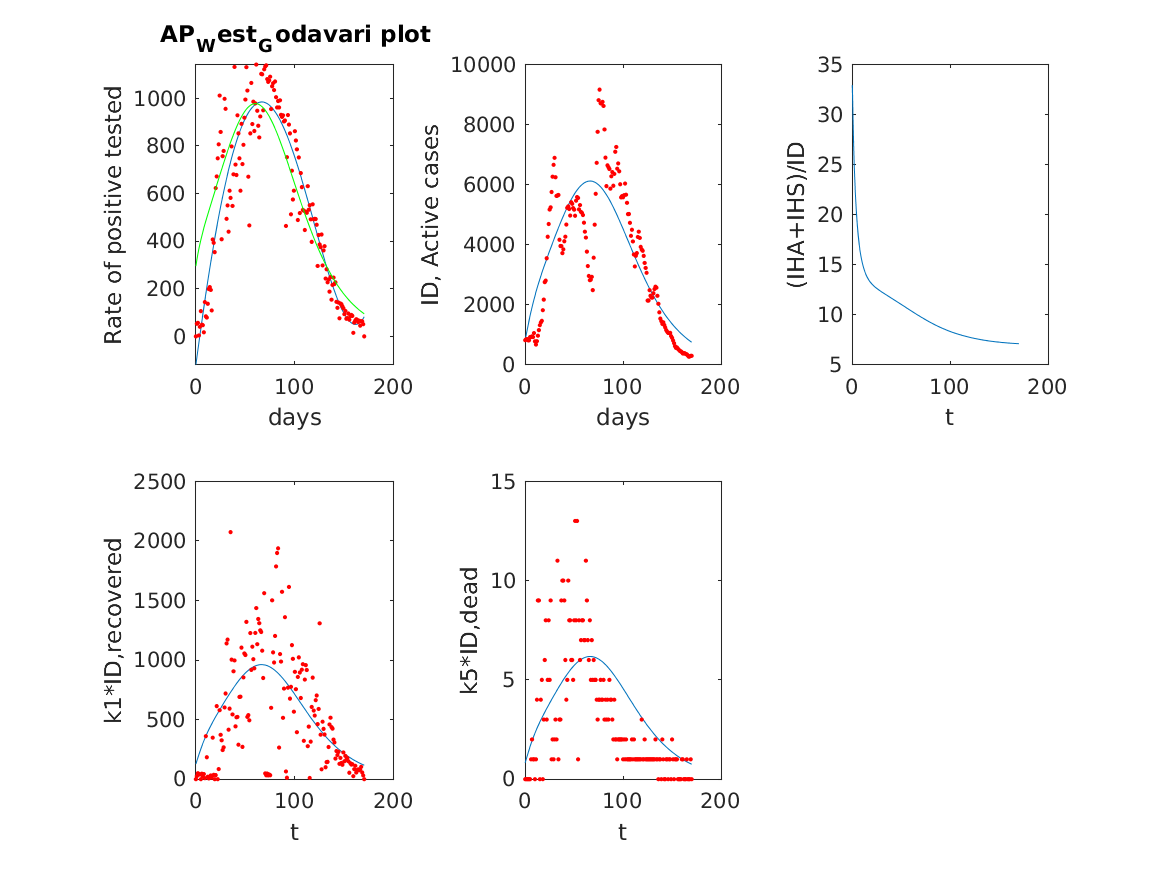 AP_West_Godavari plot
1000
800
600
400
200
0
Rate of positive tested
0 100 200
days
10000
8000
6000
4000
2000
0
ID, Active cases
0 100 200
days
35
30
25
20
15
10
5
(IHA+IHS)/ID
0 100 200
t
2500
2000
1500
1000
500
0
k1*ID,recovered
0 100 200
t
15
10
5
0
k5*ID,dead
0 100 200
t